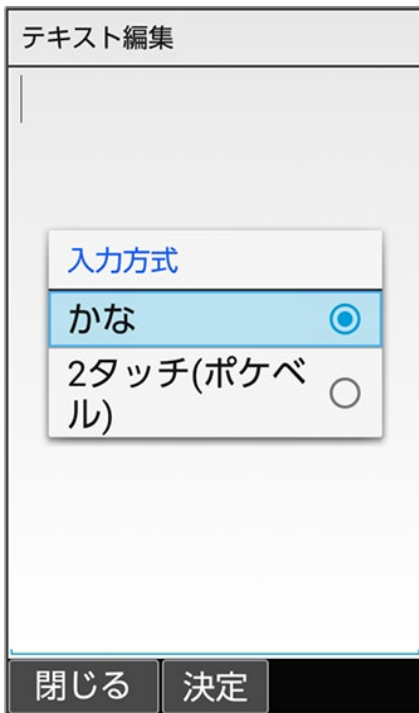 テキスト編集
入力方式
かな
2タッチ(ポケベ
ル)
閉じる
決定